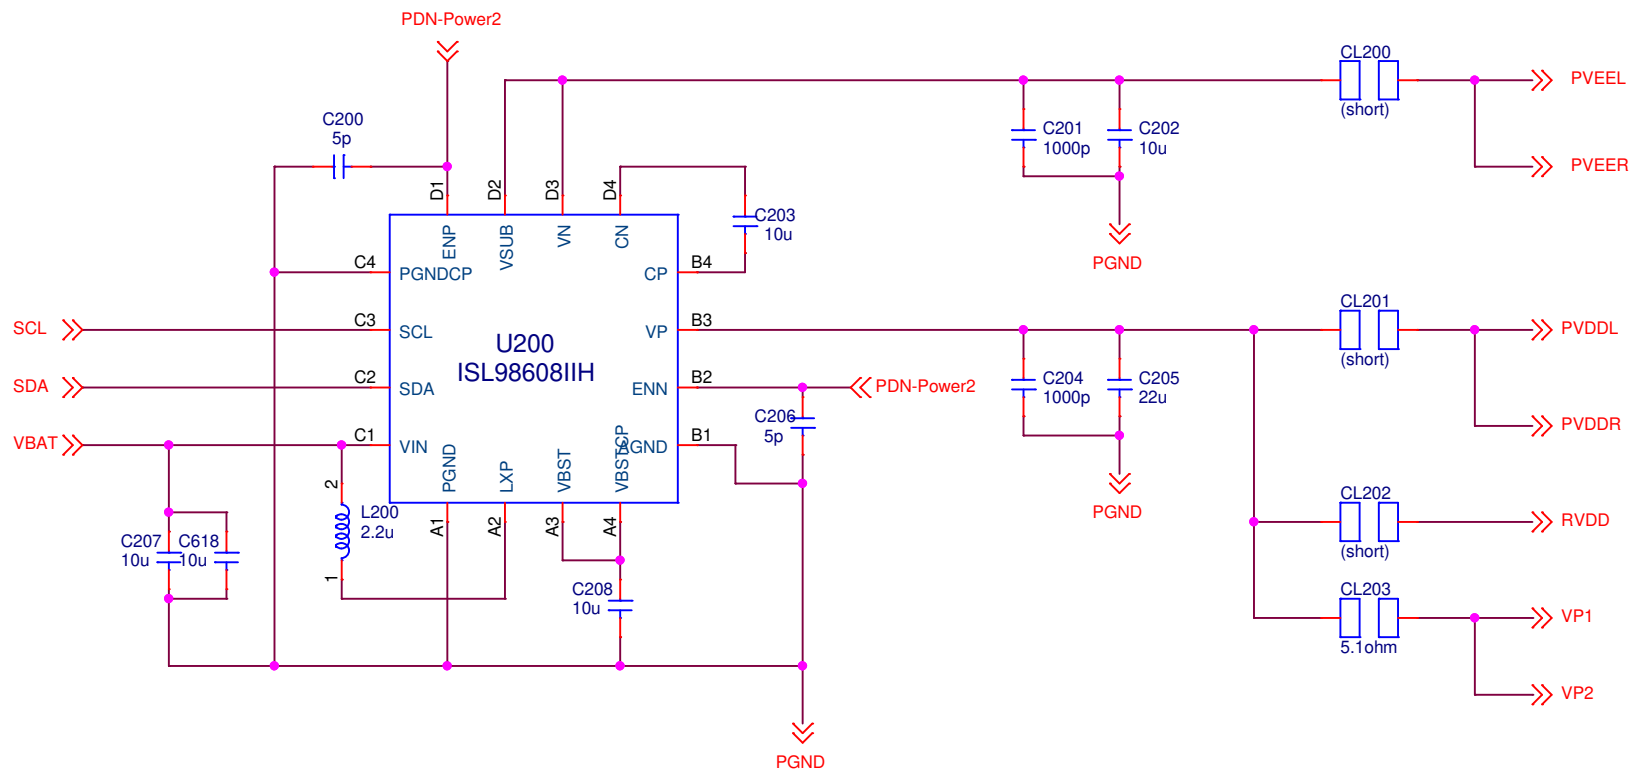 PDN-Power2
CL200
PVEEL
(short)
C200
5p
C201
1000p
C202
10u
PVEER
D1
D2
D3
D4
ENP
VSUB
VN
CN
C203
10u
PGND
C4
PGNDCP
CP
B4
SCL
C3
SCL
U200
ISL98608IIH
VP
B3
CL201
PVDDL
(short)
SDA
C2
SDA
ENN
B2
PDN-Power2
C204
1000p
C205
22u
C206
5p
PVDDR
VBAT
C1
VIN
AGND
B1
PGND
LXP
VBST
VBSTCP
2
L200
2.2u
1
A1
A2
A3
A4
PGND
CL202
RVDD
(short)
C207
10u
C618
10u
C208
10u
CL203
VP1
5.1ohm
VP2
PGND